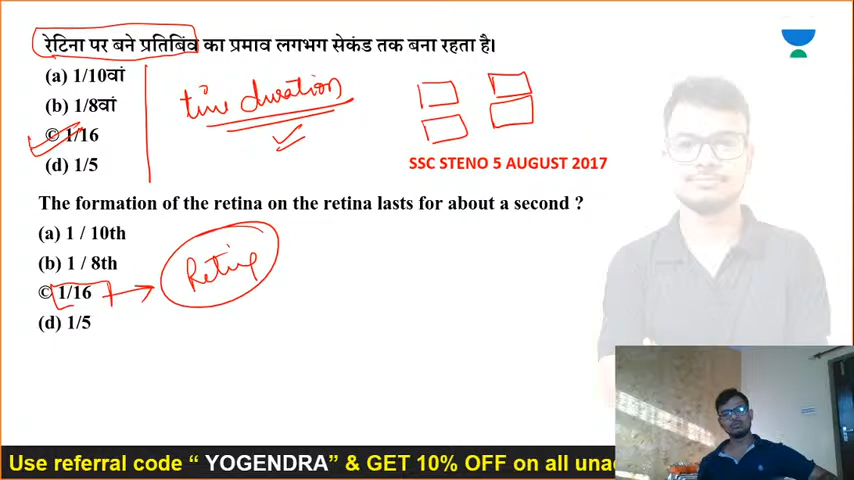 रेटिना पर बने प्रतिबिंव का प्रमाव लगभग सेकंड तक बना रहता है।
(a) 1/10वां
(b) 1/8वां
© 1/16
(d) 1/5
time duration
SSC STENO 5 AUGUST 2017
The formation of the retina on the retina lasts for about a second ?
(a) 1 / 10th
(b) 1 / 8th
© 1/16
(d) 1/5
Retina
Use referral code “ YOGENDRA” & GET 10% OFF on all una